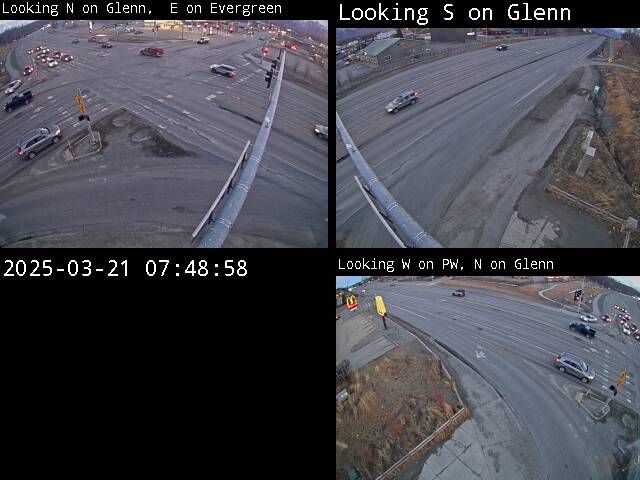 Looking N on Glenn,  E on Evergreen
Looking S on Glenn
2025-03-21 07:48:58
Looking W on PW, N on Glenn